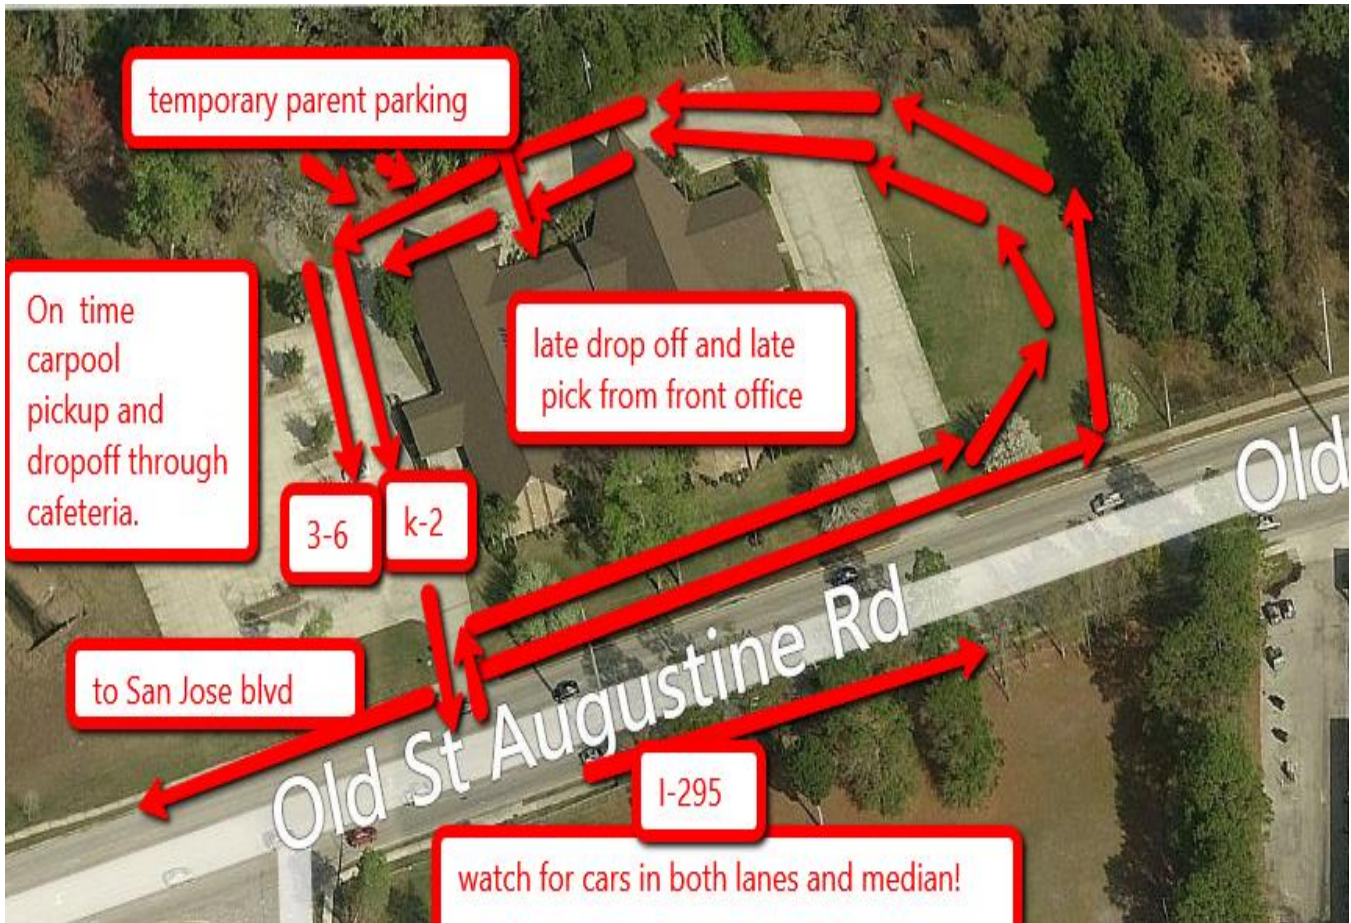 temporary parent parking
On time
carpool
pickup and
dropoff through
cafeteria.
late drop off and late
pick from front office
3-6
k-2
to San Jose blvd
Old St Augustine Rd
Old
I-295
watch for cars in both lanes and median!